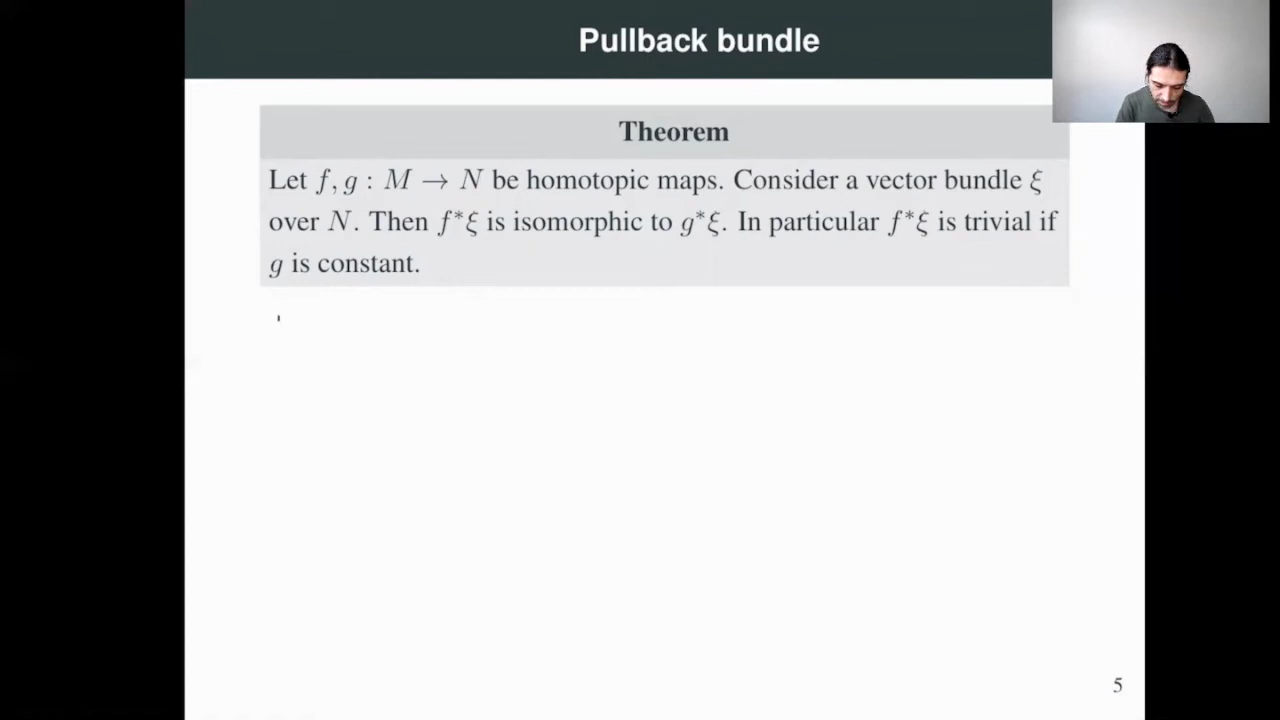 Pullback bundle
Theorem
Let f, g : M → N be homotopic maps. Consider a vector bundle ξ
over N. Then f*ξ is isomorphic to g*ξ. In particular f*ξ is trivial if
g is constant.
5